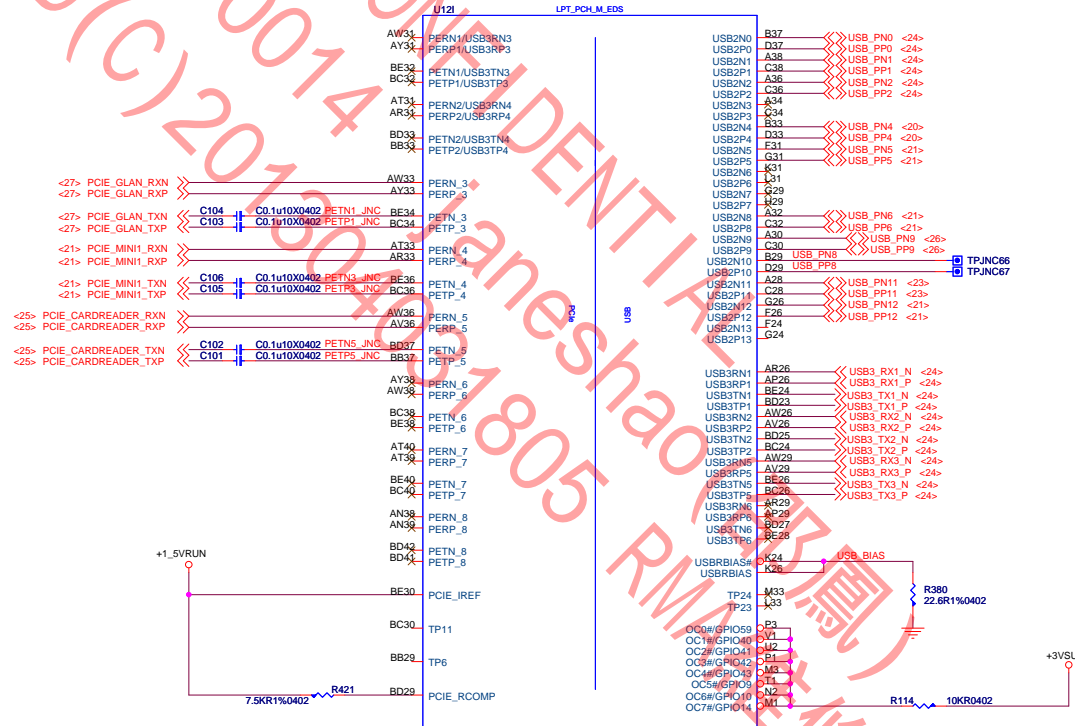 U12I LPT_PCH_M_EDS
AW31 PERN1/USB3RN3
AY31 PERP1/USB3RP3
BE32 PETN1/USB3TN3
BC32 PETP1/USB3TP3
AT31 PERN2/USB3RN4
AR31 PERP2/USB3RP4
BD33 PETN2/USB3TN4
BB33 PETP2/USB3TP4
<27> PCIE_GLAN_RXN AW33 PERN_3
<27> PCIE_GLAN_RXP AY33 PERP_3
<27> PCIE_GLAN_TXN C104 C0.1u10X0402 PETN1_JNC BE34 PETN_3
<27> PCIE_GLAN_TXP C103 C0.1u10X0402 PETP1_JNC BC34 PETP_3
<21> PCIE_MINI1_RXN AT33 PERN_4
<21> PCIE_MINI1_RXP AR33 PERP_4
<21> PCIE_MINI1_TXN C106 C0.1u10X0402 PETN3_JNC BE36 PETN_4
<21> PCIE_MINI1_TXP C105 C0.1u10X0402 PETP3_JNC BC36 PETP_4
<25> PCIE_CARDREADER_RXN AW36 PERN_5
<25> PCIE_CARDREADER_RXP AV36 PERP_5
<25> PCIE_CARDREADER_TXN C102 C0.1u10X0402 PETN5_JNC BD37 PETN_5
<25> PCIE_CARDREADER_TXP C101 C0.1u10X0402 PETP5_JNC BB37 PETP_5
AY38 PERN_6
AW38 PERP_6
BC38 PETN_6
BE38 PETP_6
AT40 PERN_7
AT39 PERP_7
BE40 PETN_7
BC40 PETP_7
AN38 PERN_8
AN39 PERP_8
BD42 PETN_8
BD41 PETP_8
+1_5VRUN
BE30 PCIE_IREF
BC30 TP11
BB29 TP6
7.5KR1%0402 R421 BD29 PCIE_RCOMP
PCIe
USB
USB2N0 B37 USB_PN0 <24>
USB2P0 D37 USB_PP0 <24>
USB2N1 A38 USB_PN1 <24>
USB2P1 C38 USB_PP1 <24>
USB2N2 A36 USB_PN2 <24>
USB2P2 C36 USB_PP2 <24>
USB2N3 A34
USB2P3 C34
USB2N4 B33 USB_PN4 <20>
USB2P4 D33 USB_PP4 <20>
USB2N5 F31 USB_PN5 <21>
USB2P5 G31 USB_PP5 <21>
USB2N6 K31
USB2P6 L31
USB2N7 G29
USB2P7 H29
USB2N8 A32 USB_PN6 <21>
USB2P8 C32 USB_PP6 <21>
USB2N9 A30 USB_PN9 <26>
USB2P9 C30 USB_PP9 <26>
USB2N10 B29 USB_PN8 TPJNC66
USB2P10 D29 USB_PP8 TPJNC67
USB2N11 A28 USB_PN11 <23>
USB2P11 C28 USB_PP11 <23>
USB2N12 G26 USB_PN12 <21>
USB2P12 F26 USB_PP12 <21>
USB2N13 F24
USB2P13 G24
USB3RN1 AR26 USB3_RX1_N <24>
USB3RP1 AP26 USB3_RX1_P <24>
USB3TN1 BE24 USB3_TX1_N <24>
USB3TP1 BD23 USB3_TX1_P <24>
USB3RN2 AW26 USB3_RX2_N <24>
USB3RP2 AV26 USB3_RX2_P <24>
USB3TN2 BD25 USB3_TX2_N <24>
USB3TP2 BC24 USB3_TX2_P <24>
USB3RN5 AW29 USB3_RX3_N <24>
USB3RP5 AV29 USB3_RX3_P <24>
USB3TN5 BE26 USB3_TX3_N <24>
USB3TP5 BC26 USB3_TX3_P <24>
USB3RN6 AR29
USB3RP6 AP29
USB3TN6 BD27
USB3TP6 BE28
USBRBIAS# K24 USB_BIAS
USBRBIAS K26
R380
22.6R1%0402
TP24 M33
TP23 L33
OC0#/GPIO59 P3
OC1#/GPIO40 V1
OC2#/GPIO41 U2
OC3#/GPIO42 P1
OC4#/GPIO43 M3
OC5#/GPIO9 T1
OC6#/GPIO10 N2
OC7#/GPIO14 M1
R114 10KR0402
+3VSU
0014
CONFIDENTIAL
janeshao(邵鳳)
(C)201304031805 RMA維修